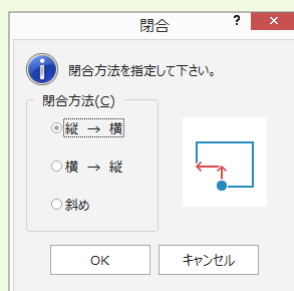 閉合 ? ×
閉合方法を指定して下さい。
閉合方法(C)
縦 → 横
横 → 縦
斜め
OK キャンセル